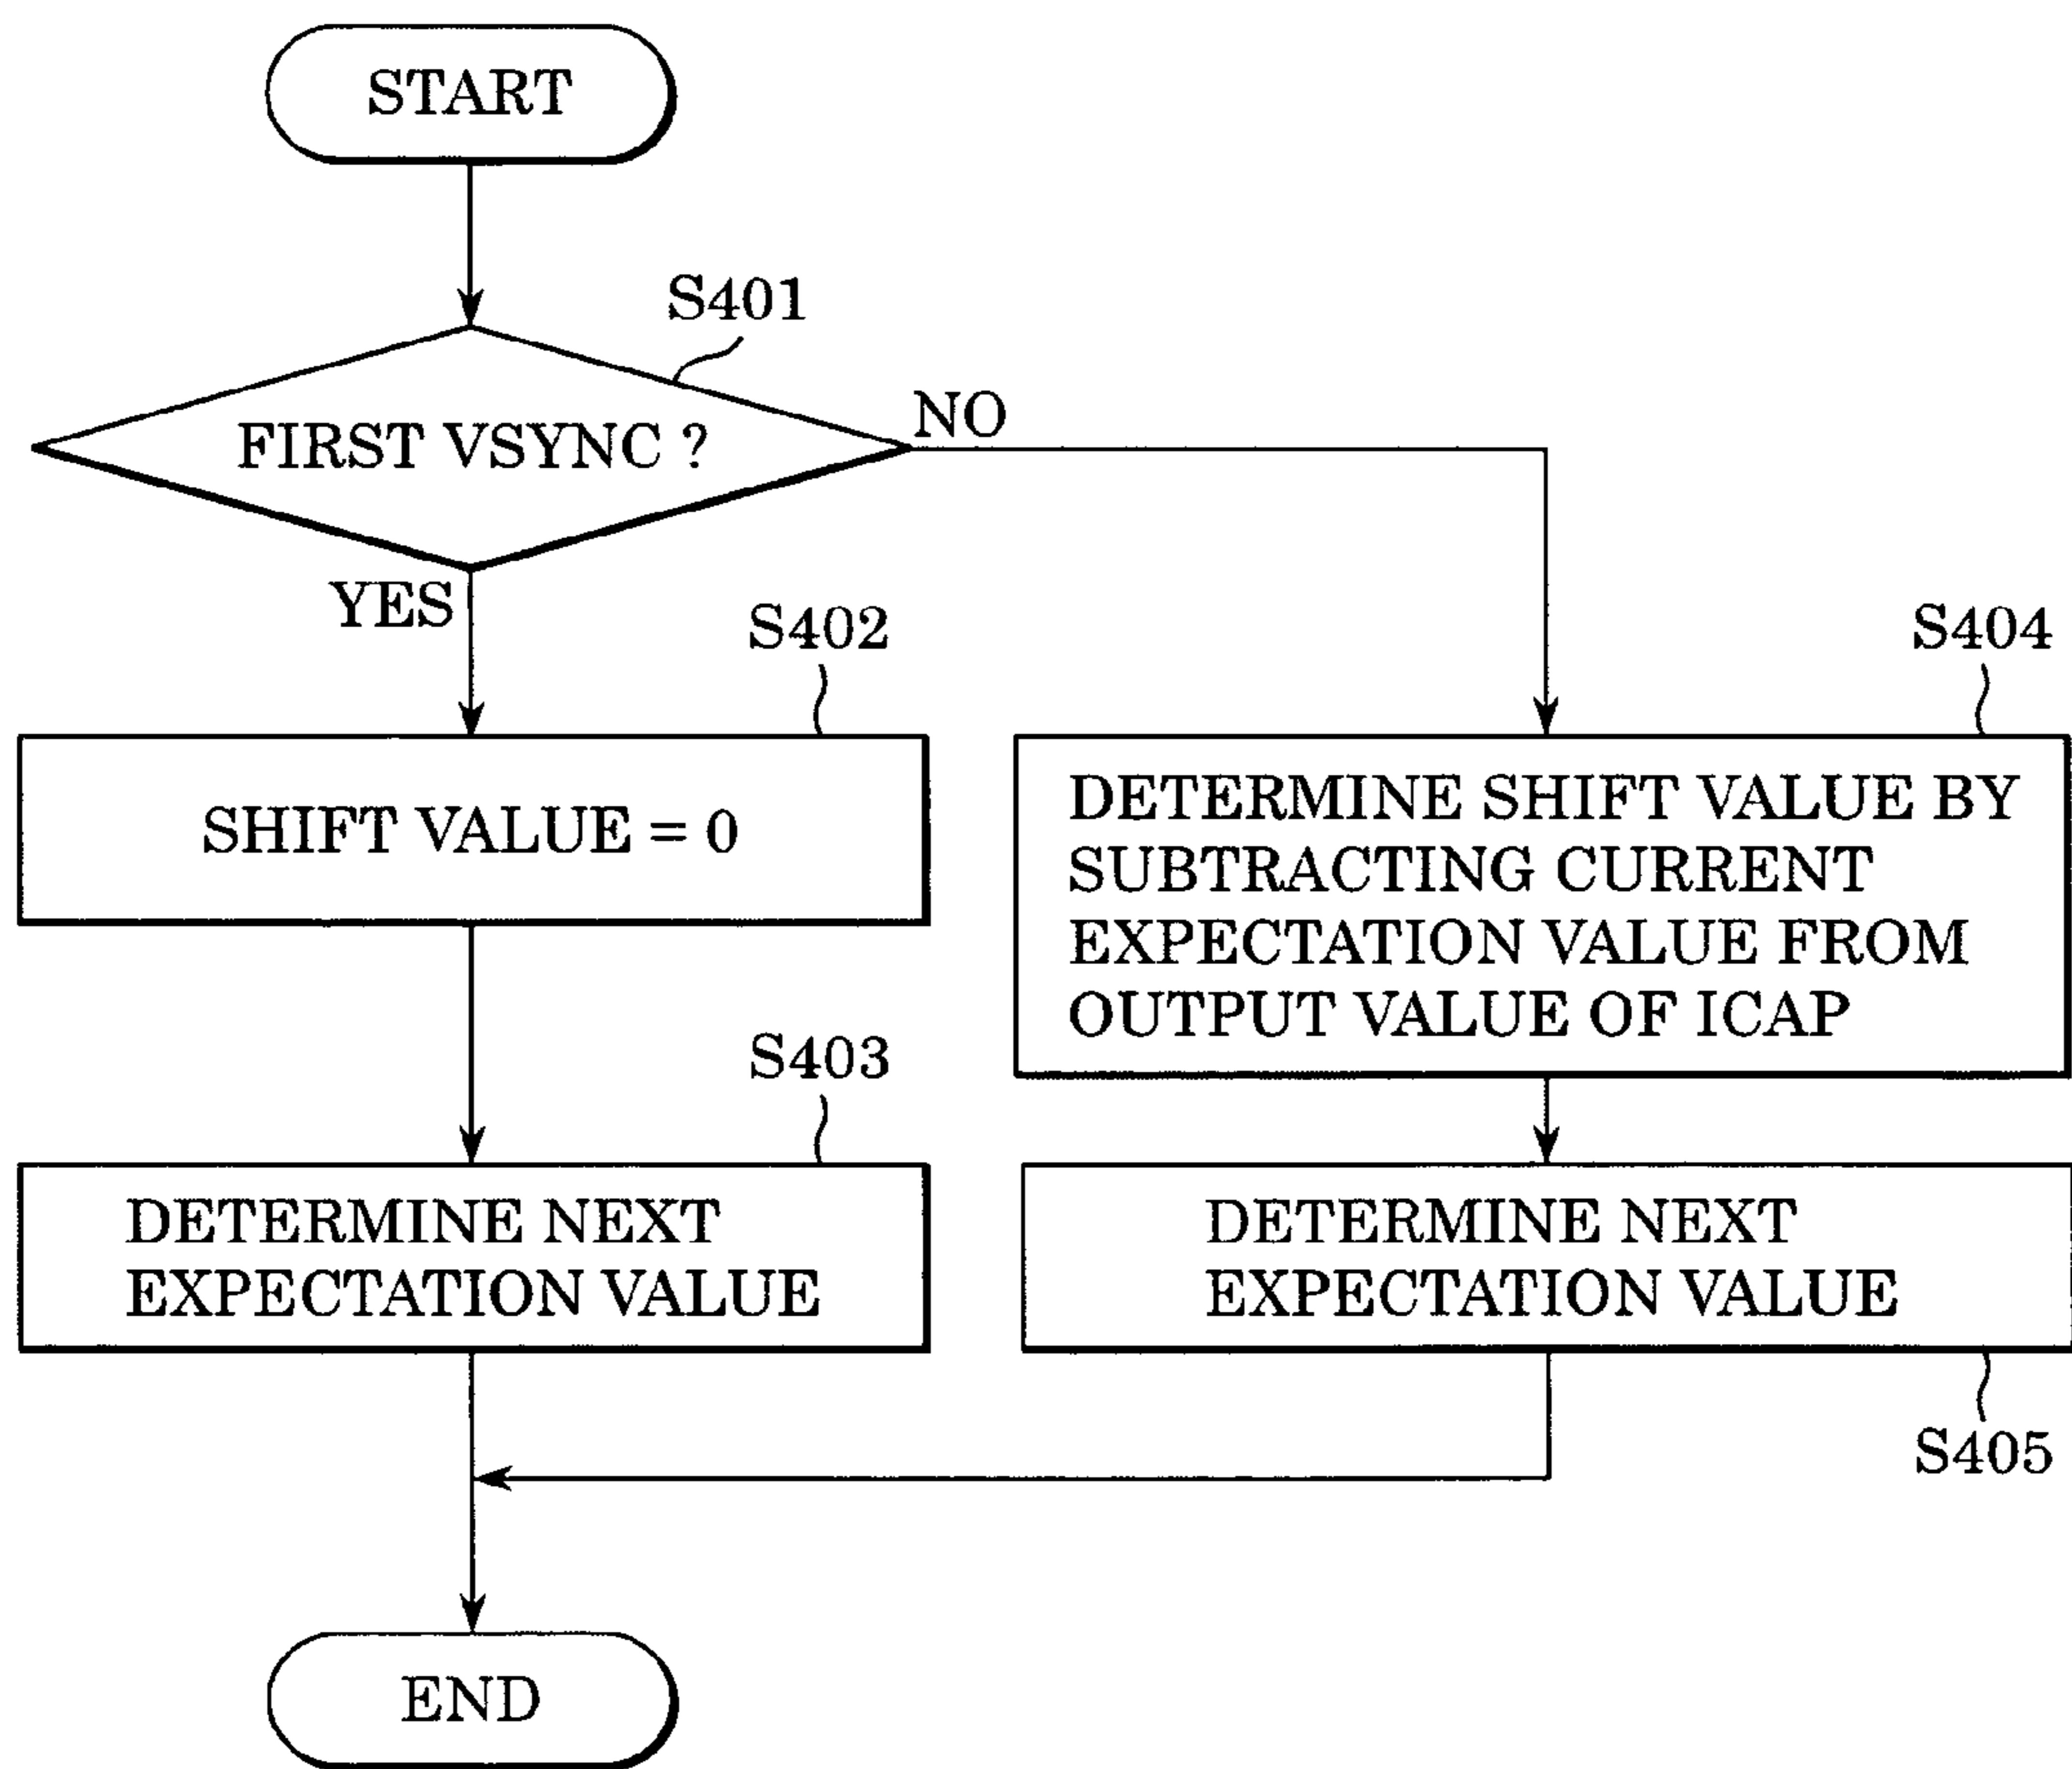 START
S401
FIRST VSYNC ?
NO
YES
S402
SHIFT VALUE = 0
S403
DETERMINE NEXT
EXPECTATION VALUE
S404
DETERMINE SHIFT VALUE BY
SUBTRACTING CURRENT
EXPECTATION VALUE FROM
OUTPUT VALUE OF ICAP
DETERMINE NEXT
EXPECTATION VALUE
S405
END